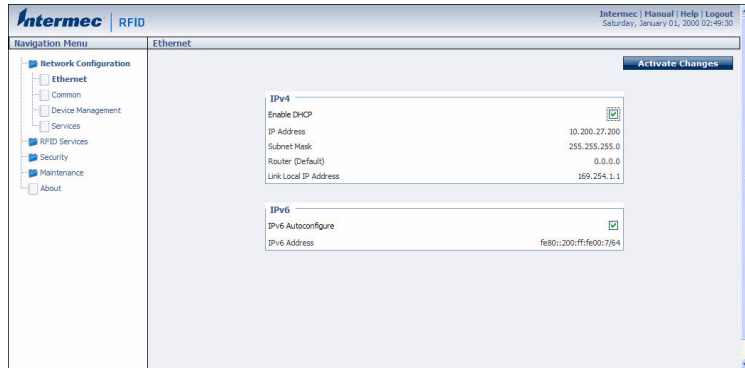 Intermec RFID
Intermec | Manual | Help | Logout
Saturday, January 01, 2000 02:49:30
Navigation Menu
Ethernet
Network Configuration
Ethernet
Common
Device Management
Services
RFID Services
Security
Maintenance
About
Activate Changes
IPv4
Enable DHCP
IP Address 10.200.27.200
Subnet Mask 255.255.255.0
Router (Default) 0.0.0.0
Link Local IP Address 169.254.1.1
IPv6
IPv6 Autoconfigure
IPv6 Address fe80::200:ff:fe00:7/64